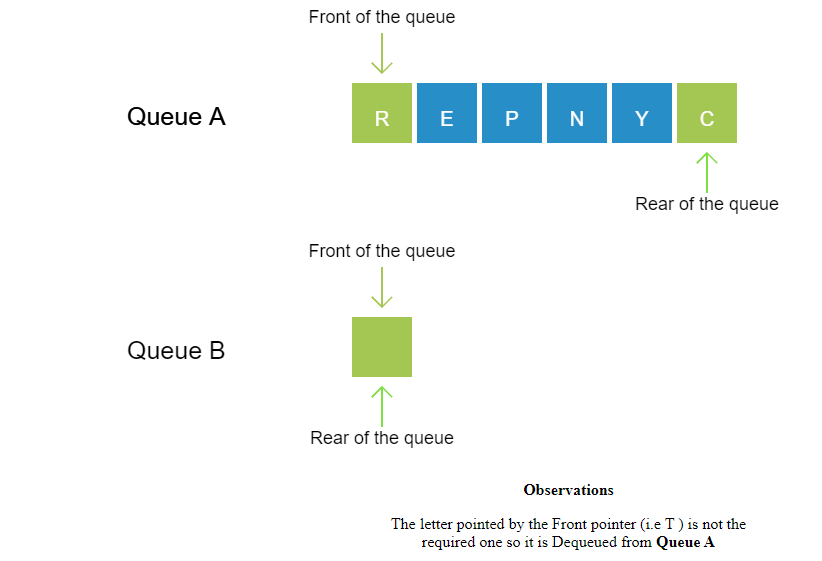 Front of the queue
Queue A
R E P N Y C
Rear of the queue
Front of the queue
Queue B
Rear of the queue
Observations
The letter pointed by the Front pointer (i.e T ) is not the
required one so it is Dequeued from Queue A